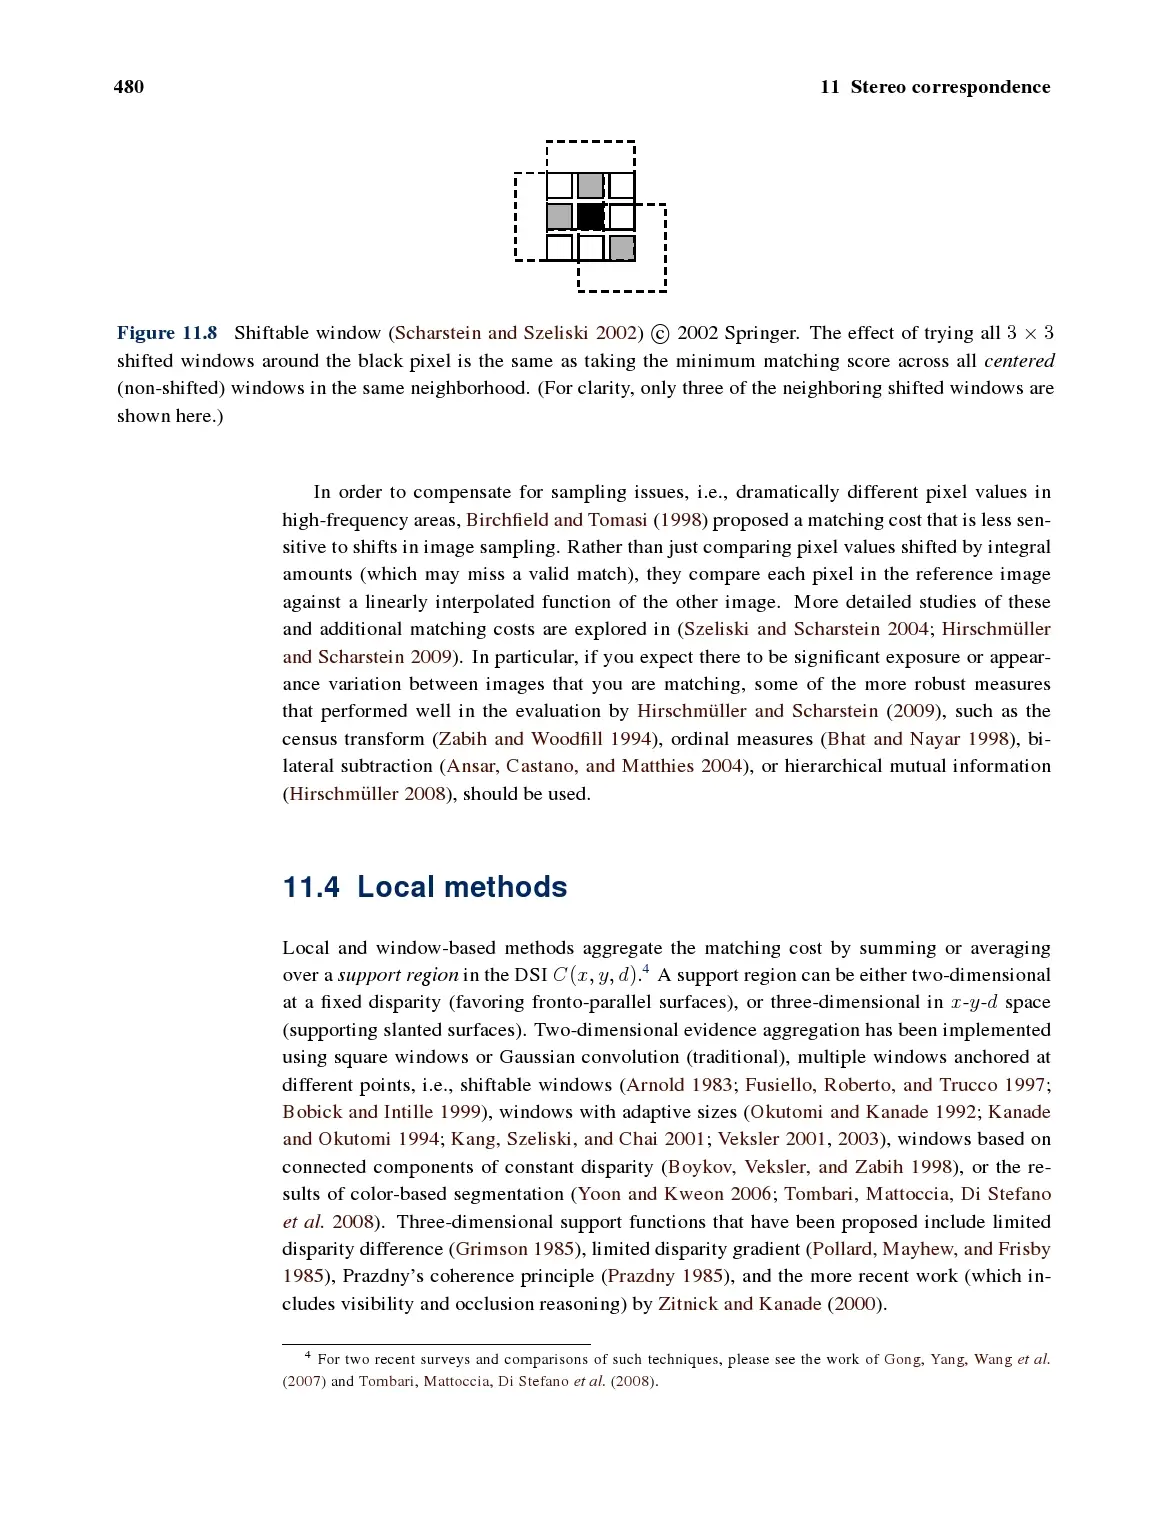 480
11 Stereo correspondence
Figure 11.8 Shiftable window (Scharstein and Szeliski 2002) © 2002 Springer. The effect of trying all 3 × 3
shifted windows around the black pixel is the same as taking the minimum matching score across all centered
(non-shifted) windows in the same neighborhood. (For clarity, only three of the neighboring shifted windows are
shown here.)
In order to compensate for sampling issues, i.e., dramatically different pixel values in
high-frequency areas, Birchfield and Tomasi (1998) proposed a matching cost that is less sen-
sitive to shifts in image sampling. Rather than just comparing pixel values shifted by integral
amounts (which may miss a valid match), they compare each pixel in the reference image
against a linearly interpolated function of the other image. More detailed studies of these
and additional matching costs are explored in (Szeliski and Scharstein 2004; Hirschmüller
and Scharstein 2009). In particular, if you expect there to be significant exposure or appear-
ance variation between images that you are matching, some of the more robust measures
that performed well in the evaluation by Hirschmüller and Scharstein (2009), such as the
census transform (Zabih and Woodfill 1994), ordinal measures (Bhat and Nayar 1998), bi-
lateral subtraction (Ansar, Castano, and Matthies 2004), or hierarchical mutual information
(Hirschmüller 2008), should be used.
11.4 Local methods
Local and window-based methods aggregate the matching cost by summing or averaging
over a support region in the DSI C(x, y, d).4 A support region can be either two-dimensional
at a fixed disparity (favoring fronto-parallel surfaces), or three-dimensional in x-y-d space
(supporting slanted surfaces). Two-dimensional evidence aggregation has been implemented
using square windows or Gaussian convolution (traditional), multiple windows anchored at
different points, i.e., shiftable windows (Arnold 1983; Fusiello, Roberto, and Trucco 1997;
Bobick and Intille 1999), windows with adaptive sizes (Okutomi and Kanade 1992; Kanade
and Okutomi 1994; Kang, Szeliski, and Chai 2001; Veksler 2001, 2003), windows based on
connected components of constant disparity (Boykov, Veksler, and Zabih 1998), or the re-
sults of color-based segmentation (Yoon and Kweon 2006; Tombari, Mattoccia, Di Stefano
et al. 2008). Three-dimensional support functions that have been proposed include limited
disparity difference (Grimson 1985), limited disparity gradient (Pollard, Mayhew, and Frisby
1985), Prazdny’s coherence principle (Prazdny 1985), and the more recent work (which in-
cludes visibility and occlusion reasoning) by Zitnick and Kanade (2000).
4 For two recent surveys and comparisons of such techniques, please see the work of Gong, Yang, Wang et al.
(2007) and Tombari, Mattoccia, Di Stefano et al. (2008).